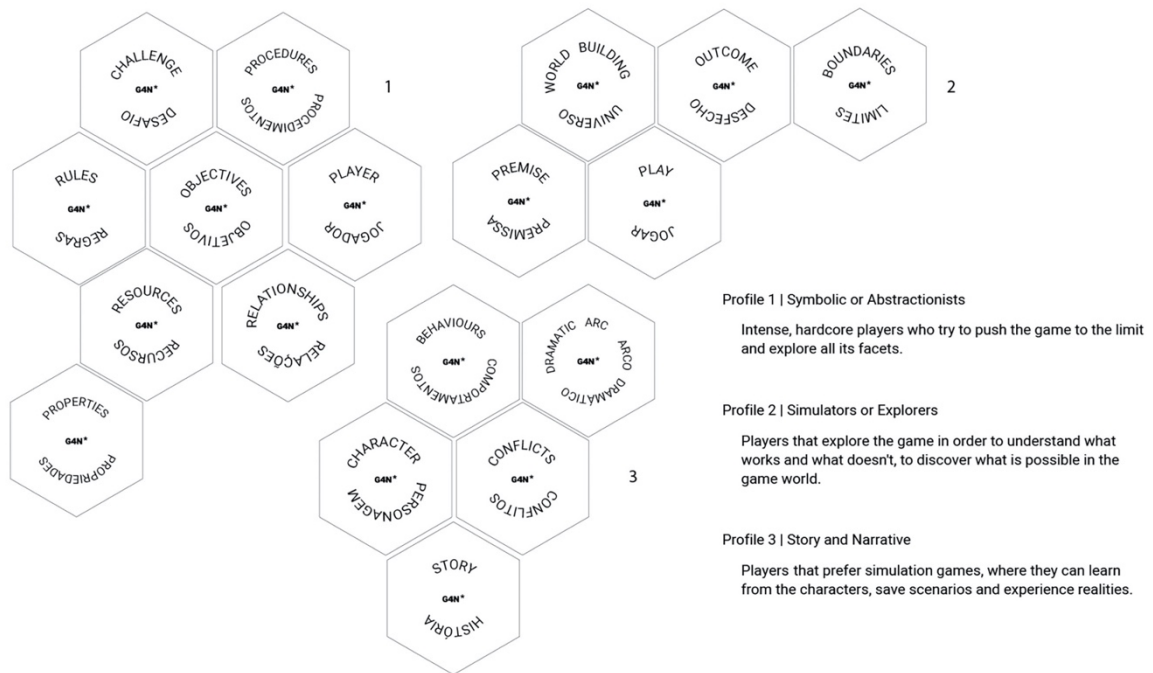 CHALLENGE
G4N*
DESAFIO
PROCEDURES
G4N*
PROCEDIMENTOS
1
RULES
G4N*
REGRAS
OBJECTIVES
G4N*
OBJETIVOS
PLAYER
G4N*
JOGADOR
RESOURCES
G4N*
RECURSOS
RELATIONSHIPS
G4N*
RELAÇÕES
PROPERTIES
G4N*
PROPRIEDADES
WORLD BUILDING
G4N*
UNIVERSO
OUTCOME
G4N*
DESFECHO
BOUNDARIES
G4N*
LIMITES
2
PREMISE
G4N*
PREMISSA
PLAY
G4N*
JOGAR
BEHAVIOURS
G4N*
COMPORTAMENTOS
DRAMATIC ARC
G4N*
ARCO DRAMÁTICO
CHARACTER
G4N*
PERSONAGEM
CONFLICTS
G4N*
CONFLITOS
3
STORY
G4N*
HISTÓRIA
Profile 1 | Symbolic or Abstractionists
Intense, hardcore players who try to push the game to the limit
and explore all its facets.
Profile 2 | Simulators or Explorers
Players that explore the game in order to understand what
works and what doesn't, to discover what is possible in the
game world.
Profile 3 | Story and Narrative
Players that prefer simulation games, where they can learn
from the characters, save scenarios and experience realities.